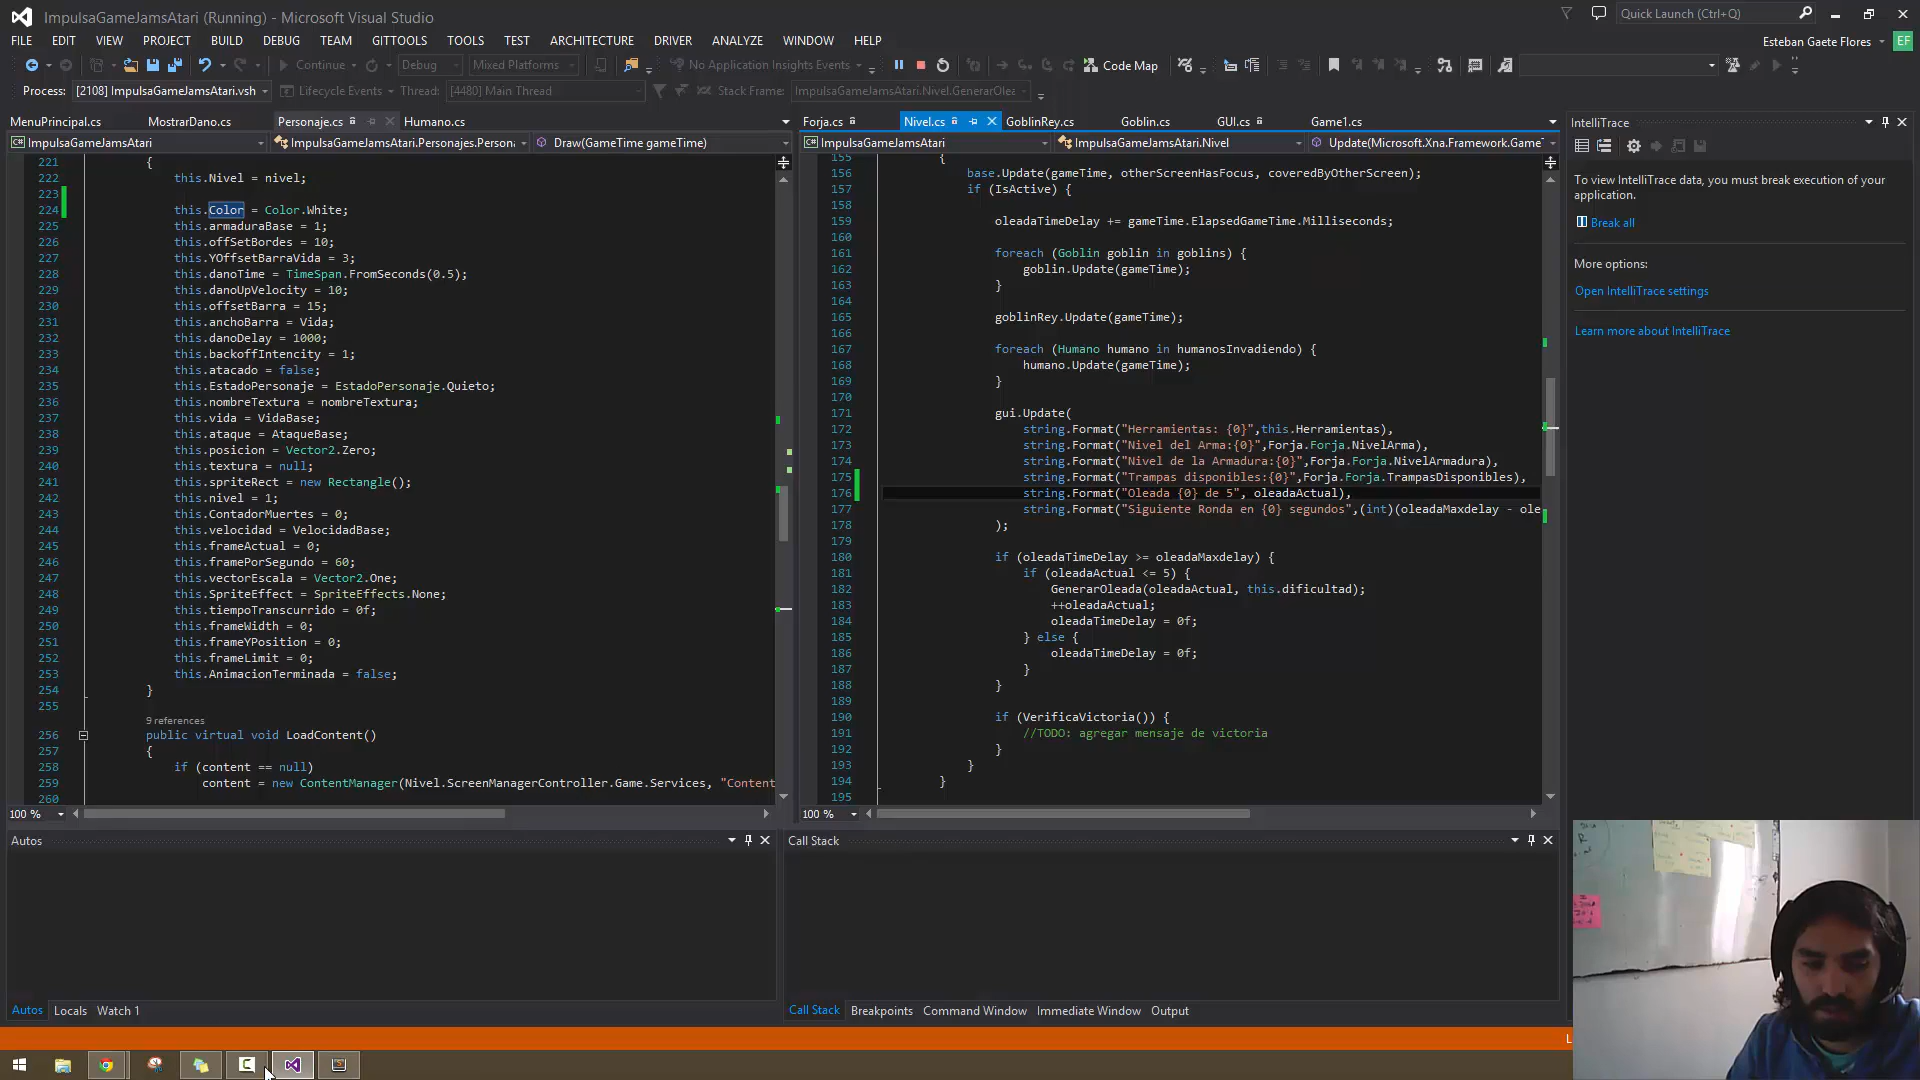 ImpulsaGameJamsAtari (Running) - Microsoft Visual Studio
Quick Launch (Ctrl+Q)
FILE EDIT VIEW PROJECT BUILD DEBUG TEAM GITTOOLS TOOLS TEST ARCHITECTURE DRIVER ANALYZE WINDOW HELP
Esteban Gaete Flores EF
Continue Debug Mixed Platforms No Application Insights Events Code Map
Process: [2108] ImpulsaGameJamsAtari.vsh Lifecycle Events Thread: [4480] Main Thread Stack Frame: ImpulsaGameJamsAtari.Nivel.GenerarOlea
MenuPrincipal.cs MostrarDano.cs Personaje.cs Humano.cs
ImpulsaGameJamsAtari ImpulsaGameJamsAtari.Personajes.Persona Draw(GameTime gameTime)
221 {
222 this.Nivel = nivel;
223
224 this.Color = Color.White;
225 this.armaduraBase = 1;
226 this.offSetBordes = 10;
227 this.YOffsetBarraVida = 3;
228 this.danoTime = TimeSpan.FromSeconds(0.5);
229 this.danoUpVelocity = 10;
230 this.offsetBarra = 15;
231 this.anchoBarra = Vida;
232 this.danoDelay = 1000;
233 this.backoffIntencity = 1;
234 this.atacado = false;
235 this.EstadoPersonaje = EstadoPersonaje.Quieto;
236 this.nombreTextura = nombreTextura;
237 this.vida = VidaBase;
238 this.ataque = AtaqueBase;
239 this.posicion = Vector2.Zero;
240 this.textura = null;
241 this.spriteRect = new Rectangle();
242 this.nivel = 1;
243 this.ContadorMuertes = 0;
244 this.velocidad = VelocidadBase;
245 this.frameActual = 0;
246 this.framePorSegundo = 60;
247 this.vectorEscala = Vector2.One;
248 this.SpriteEffect = SpriteEffects.None;
249 this.tiempoTranscurrido = 0f;
250 this.frameWidth = 0;
251 this.frameYPosition = 0;
252 this.frameLimit = 0;
253 this.AnimacionTerminada = false;
254 }
255
9 references
256 public virtual void LoadContent()
257 {
258 if (content == null)
259 content = new ContentManager(Nivel.ScreenManagerController.Game.Services, "Content
260
100 %
Forja.cs Nivel.cs GoblinRey.cs Goblin.cs GUI.cs Game1.cs
ImpulsaGameJamsAtari ImpulsaGameJamsAtari.Nivel Update(Microsoft.Xna.Framework.Game
155 {
156 base.Update(gameTime, otherScreenHasFocus, coveredByOtherScreen);
157 if (IsActive) {
158
159 oleadaTimeDelay += gameTime.ElapsedGameTime.Milliseconds;
160
161 foreach (Goblin goblin in goblins) {
162 goblin.Update(gameTime);
163 }
164
165 goblinRey.Update(gameTime);
166
167 foreach (Humano humano in humanosInvadiendo) {
168 humano.Update(gameTime);
169 }
170
171 gui.Update(
172 string.Format("Herramientas: {0}",this.Herramientas),
173 string.Format("Nivel del Arma:{0}",Forja.Forja.NivelArma),
174 string.Format("Nivel de la Armadura:{0}",Forja.Forja.NivelArmadura),
175 string.Format("Trampas disponibles:{0}",Forja.Forja.TrampasDisponibles),
176 string.Format("Oleada {0} de 5", oleadaActual),
177 string.Format("Siguiente Ronda en {0} segundos",(int)(oleadaMaxdelay - ole
178 );
179
180 if (oleadaTimeDelay >= oleadaMaxdelay) {
181 if (oleadaActual <= 5) {
182 GenerarOleada(oleadaActual, this.dificultad);
183 ++oleadaActual;
184 oleadaTimeDelay = 0f;
185 } else {
186 oleadaTimeDelay = 0f;
187 }
188 }
189
190 if (VerificaVictoria()) {
191 //TODO: agregar mensaje de victoria
192 }
193 }
194 }
195
100 %
IntelliTrace
To view IntelliTrace data, you must break execution of your
application.
Break all
More options:
Open IntelliTrace settings
Learn more about IntelliTrace
Autos
Call Stack
Autos Locals Watch 1
Call Stack Breakpoints Command Window Immediate Window Output
L